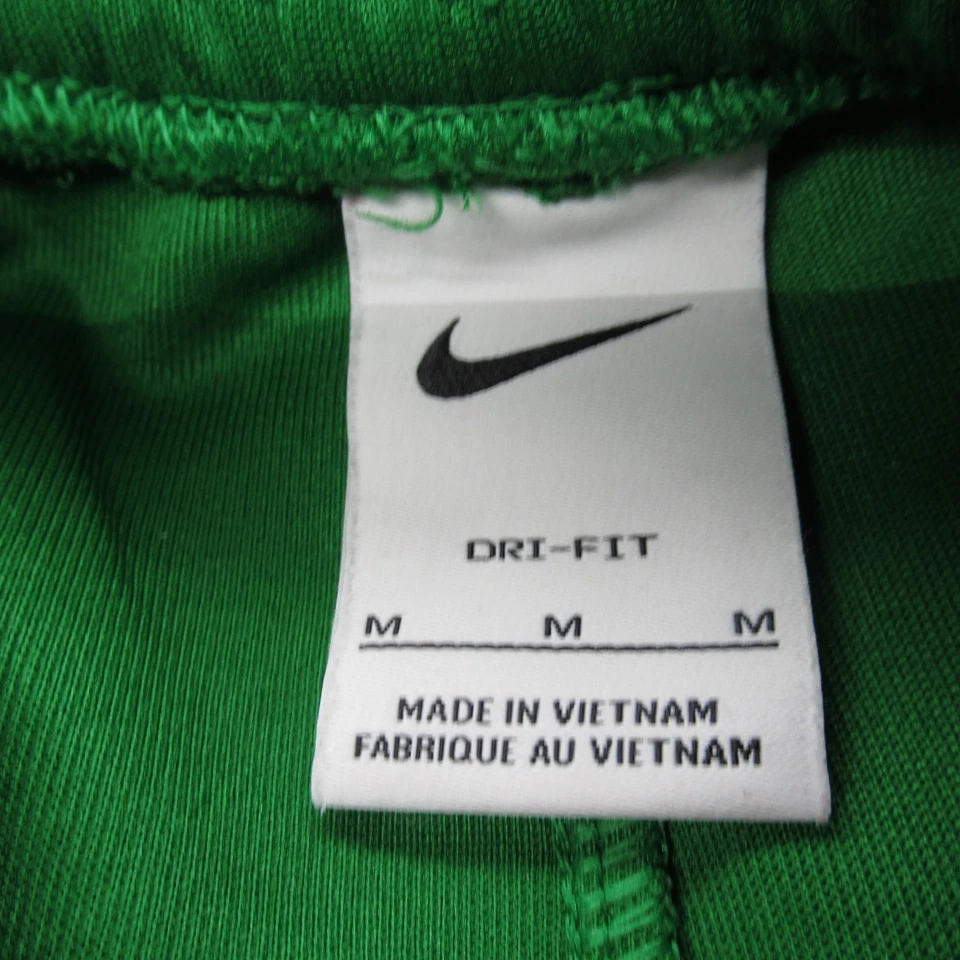 DRI-FIT
M M M
MADE IN VIETNAM
FABRIQUE AU VIETNAM